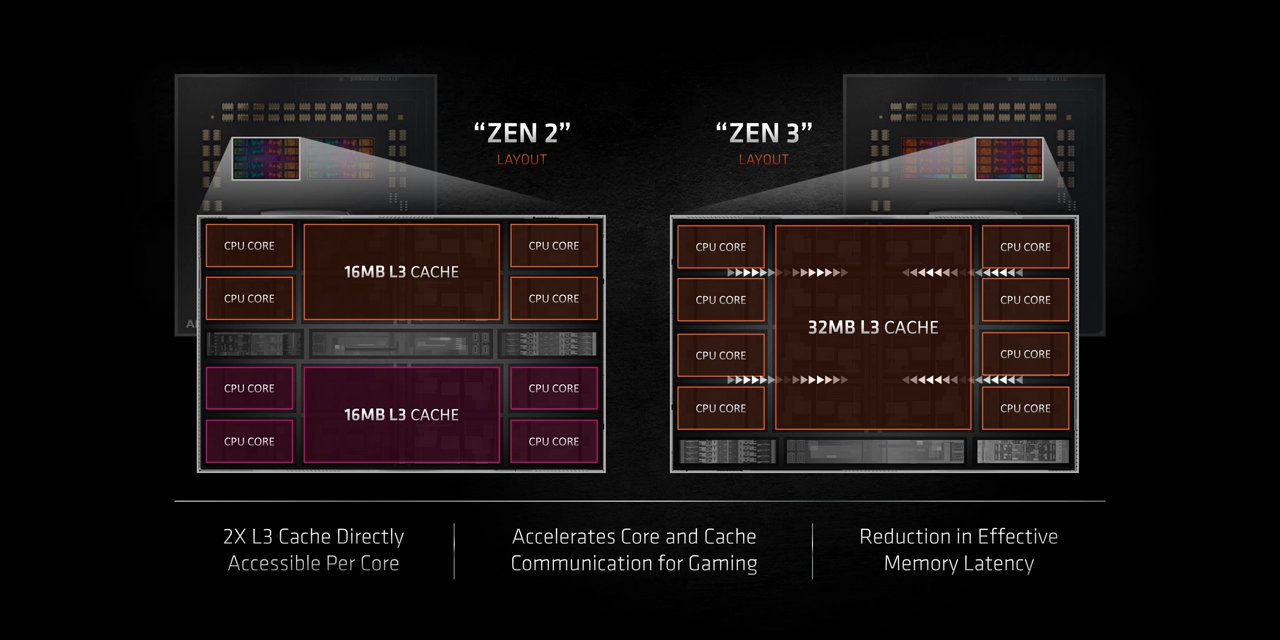 “ZEN 2”
LAYOUT
CPU CORE
16MB L3 CACHE
CPU CORE
CPU CORE
CPU CORE
CPU CORE
16MB L3 CACHE
CPU CORE
CPU CORE
CPU CORE
“ZEN 3”
LAYOUT
CPU CORE
CPU CORE
CPU CORE
CPU CORE
32MB L3 CACHE
CPU CORE
CPU CORE
CPU CORE
CPU CORE
2X L3 Cache Directly
Accessible Per Core
Accelerates Core and Cache
Communication for Gaming
Reduction in Effective
Memory Latency